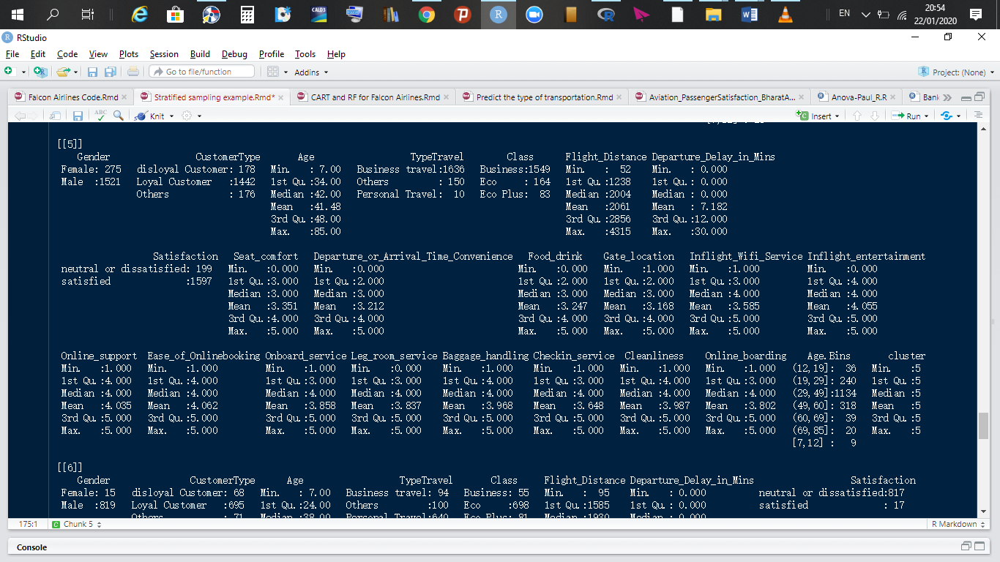 EN
20:54
22/01/2020
RStudio
File Edit Code View Plots Session Build Debug Profile Tools Help
Go to file/function Addins Project: (None)
Falcon Airlines Code.Rmd Stratified sampling example.Rmd* CART and RF for Falcon Airlines.Rmd Predict the type of transportation.Rmd Aviation_PassengerSatisfaction_BharatA... Anova-Paul_R.R Bank
ABC Knit Insert Run
[[5]]
Gender CustomerType Age TypeTravel Class Flight_Distance Departure_Delay_in_Mins
Female: 275 disloyal Customer: 178 Min. : 7.00 Business travel:1636 Business:1549 Min. : 52 Min. : 0.000
Male :1521 Loyal Customer :1442 1st Qu.:34.00 Others : 150 Eco : 164 1st Qu.:1238 1st Qu.: 0.000
Others : 176 Median :42.00 Personal Travel: 10 Eco Plus: 83 Median :2004 Median : 0.000
Mean :41.48 Mean :2061 Mean : 7.182
3rd Qu.:48.00 3rd Qu.:2856 3rd Qu.:12.000
Max. :85.00 Max. :4315 Max. :30.000
Satisfaction Seat_comfort Departure_or_Arrival_Time_Convenience Food_drink Gate_location Inflight_Wifi_Service Inflight_entertainment
neutral or dissatisfied: 199 Min. :0.000 Min. :0.000 Min. :0.000 Min. :1.000 Min. :0.000 Min. :0.000
satisfied :1597 1st Qu.:3.000 1st Qu.:2.000 1st Qu.:2.000 1st Qu.:2.000 1st Qu.:3.000 1st Qu.:4.000
Median :3.000 Median :3.000 Median :3.000 Median :3.000 Median :4.000 Median :4.000
Mean :3.351 Mean :3.212 Mean :3.247 Mean :3.168 Mean :3.585 Mean :4.055
3rd Qu.:4.000 3rd Qu.:4.000 3rd Qu.:4.000 3rd Qu.:4.000 3rd Qu.:5.000 3rd Qu.:5.000
Max. :5.000 Max. :5.000 Max. :5.000 Max. :5.000 Max. :5.000 Max. :5.000
Online_support Ease_of_Onlinebooking Onboard_service Leg_room_service Baggage_handling Checkin_service Cleanliness Online_boarding Age.Bins cluster
Min. :1.000 Min. :1.000 Min. :1.000 Min. :0.000 Min. :1.000 Min. :1.000 Min. :1.000 Min. :1.000 (12,19]: 36 Min. :5
1st Qu.:4.000 1st Qu.:4.000 1st Qu.:3.000 1st Qu.:3.000 1st Qu.:4.000 1st Qu.:3.000 1st Qu.:4.000 1st Qu.:3.000 (19,29]: 240 1st Qu.:5
Median :4.000 Median :4.000 Median :4.000 Median :4.000 Median :4.000 Median :4.000 Median :4.000 Median :4.000 (29,49]:1134 Median :5
Mean :4.035 Mean :4.062 Mean :3.858 Mean :3.837 Mean :3.968 Mean :3.648 Mean :3.987 Mean :3.802 (49,60]: 318 Mean :5
3rd Qu.:5.000 3rd Qu.:5.000 3rd Qu.:5.000 3rd Qu.:5.000 3rd Qu.:5.000 3rd Qu.:5.000 3rd Qu.:5.000 3rd Qu.:5.000 (60,69]: 39 3rd Qu.:5
Max. :5.000 Max. :5.000 Max. :5.000 Max. :5.000 Max. :5.000 Max. :5.000 Max. :5.000 Max. :5.000 (69,85]: 20 Max. :5
[7,12] : 9
[[6]]
Gender CustomerType Age TypeTravel Class Flight_Distance Departure_Delay_in_Mins Satisfaction
Female: 15 disloyal Customer: 68 Min. : 7.00 Business travel: 94 Business: 55 Min. : 95 Min. : 0.000 neutral or dissatisfied:817
Male :819 Loyal Customer :695 1st Qu.:24.00 Others :100 Eco :698 1st Qu.:1585 1st Qu.: 0.000 satisfied : 17
Others : 71 Median :38.00 Personal Travel:640 Eco Plus: 81 Median :1930 Median : 0.000
175:1 Chunk 5 R Markdown
Console